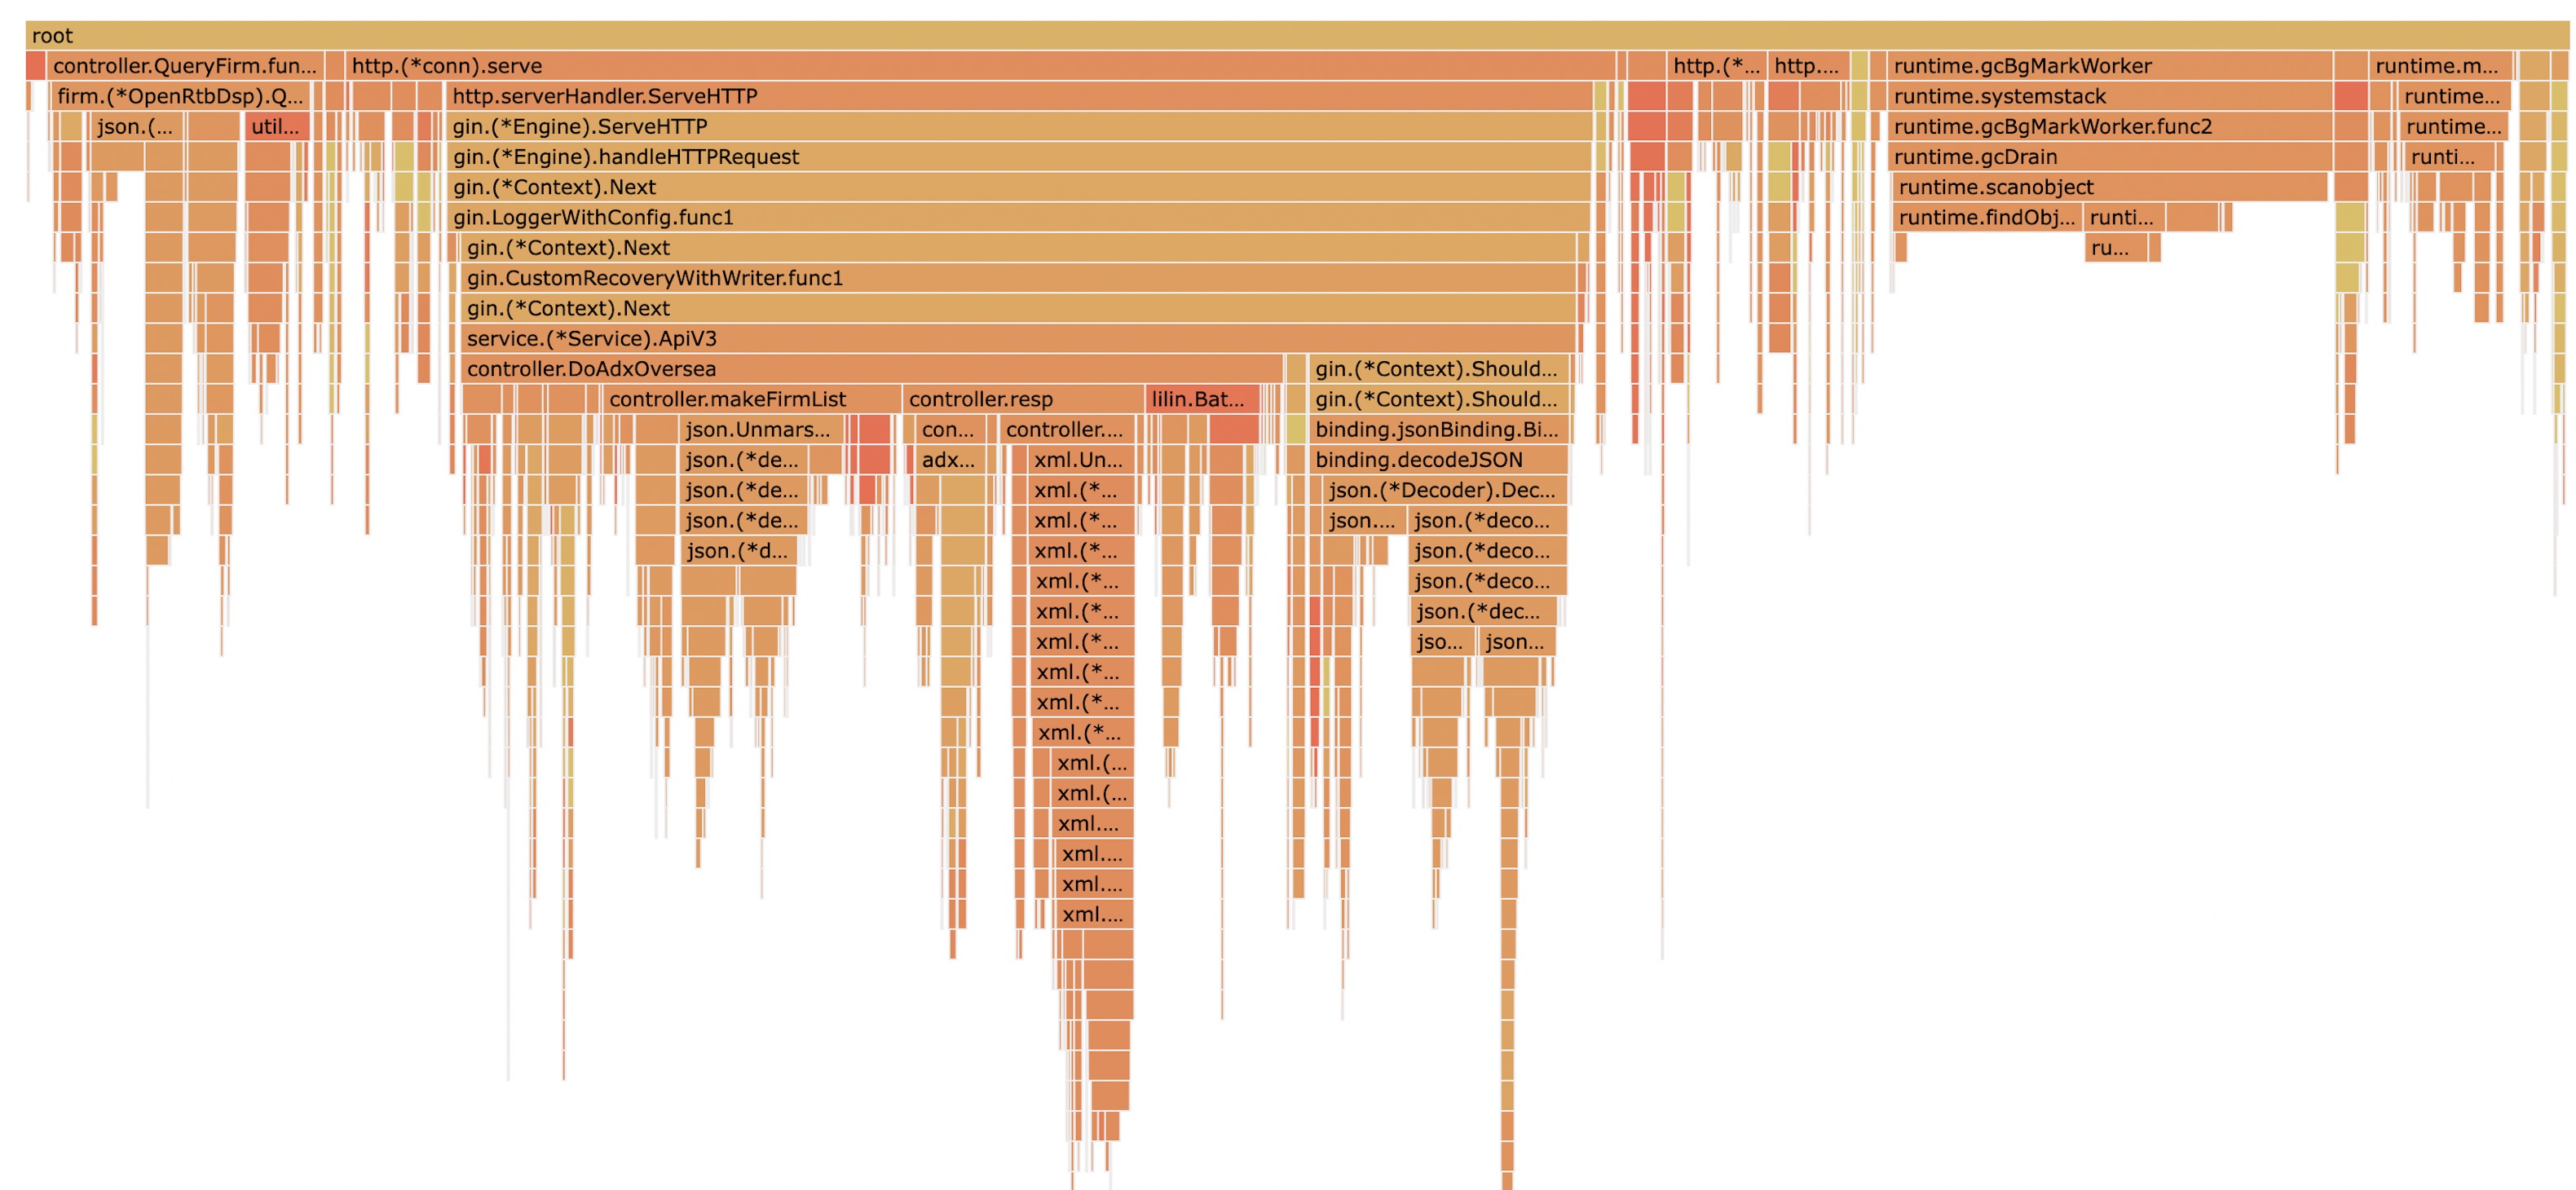 root
controller.QueryFirm.fun... http.(*conn).serve http.(*... http.... runtime.gcBgMarkWorker runtime.m...
firm.(*OpenRtbDsp).Q... http.serverHandler.ServeHTTP runtime.systemstack runtime...
json.(... util... gin.(*Engine).ServeHTTP runtime.gcBgMarkWorker.func2 runtime...
gin.(*Engine).handleHTTPRequest runtime.gcDrain runti...
gin.(*Context).Next runtime.scanobject
gin.LoggerWithConfig.func1 runtime.findObj... runti...
gin.(*Context).Next ru...
gin.CustomRecoveryWithWriter.func1
gin.(*Context).Next
service.(*Service).ApiV3
controller.DoAdxOversea gin.(*Context).Should...
controller.makeFirmList controller.resp lilin.Bat... gin.(*Context).Should...
json.Unmars... con... controller.... binding.jsonBinding.Bi...
json.(*de... adx... xml.Un... binding.decodeJSON
json.(*de... xml.(*... json.(*Decoder).Dec...
json.(*de... xml.(*... json.... json.(*deco...
json.(*d... xml.(*... json.(*deco...
xml.(*... json.(*deco...
xml.(*... json.(*dec...
xml.(*... jso... json...
xml.(*...
xml.(*...
xml.(*...
xml.(...
xml.(...
xml....
xml....
xml....
xml....